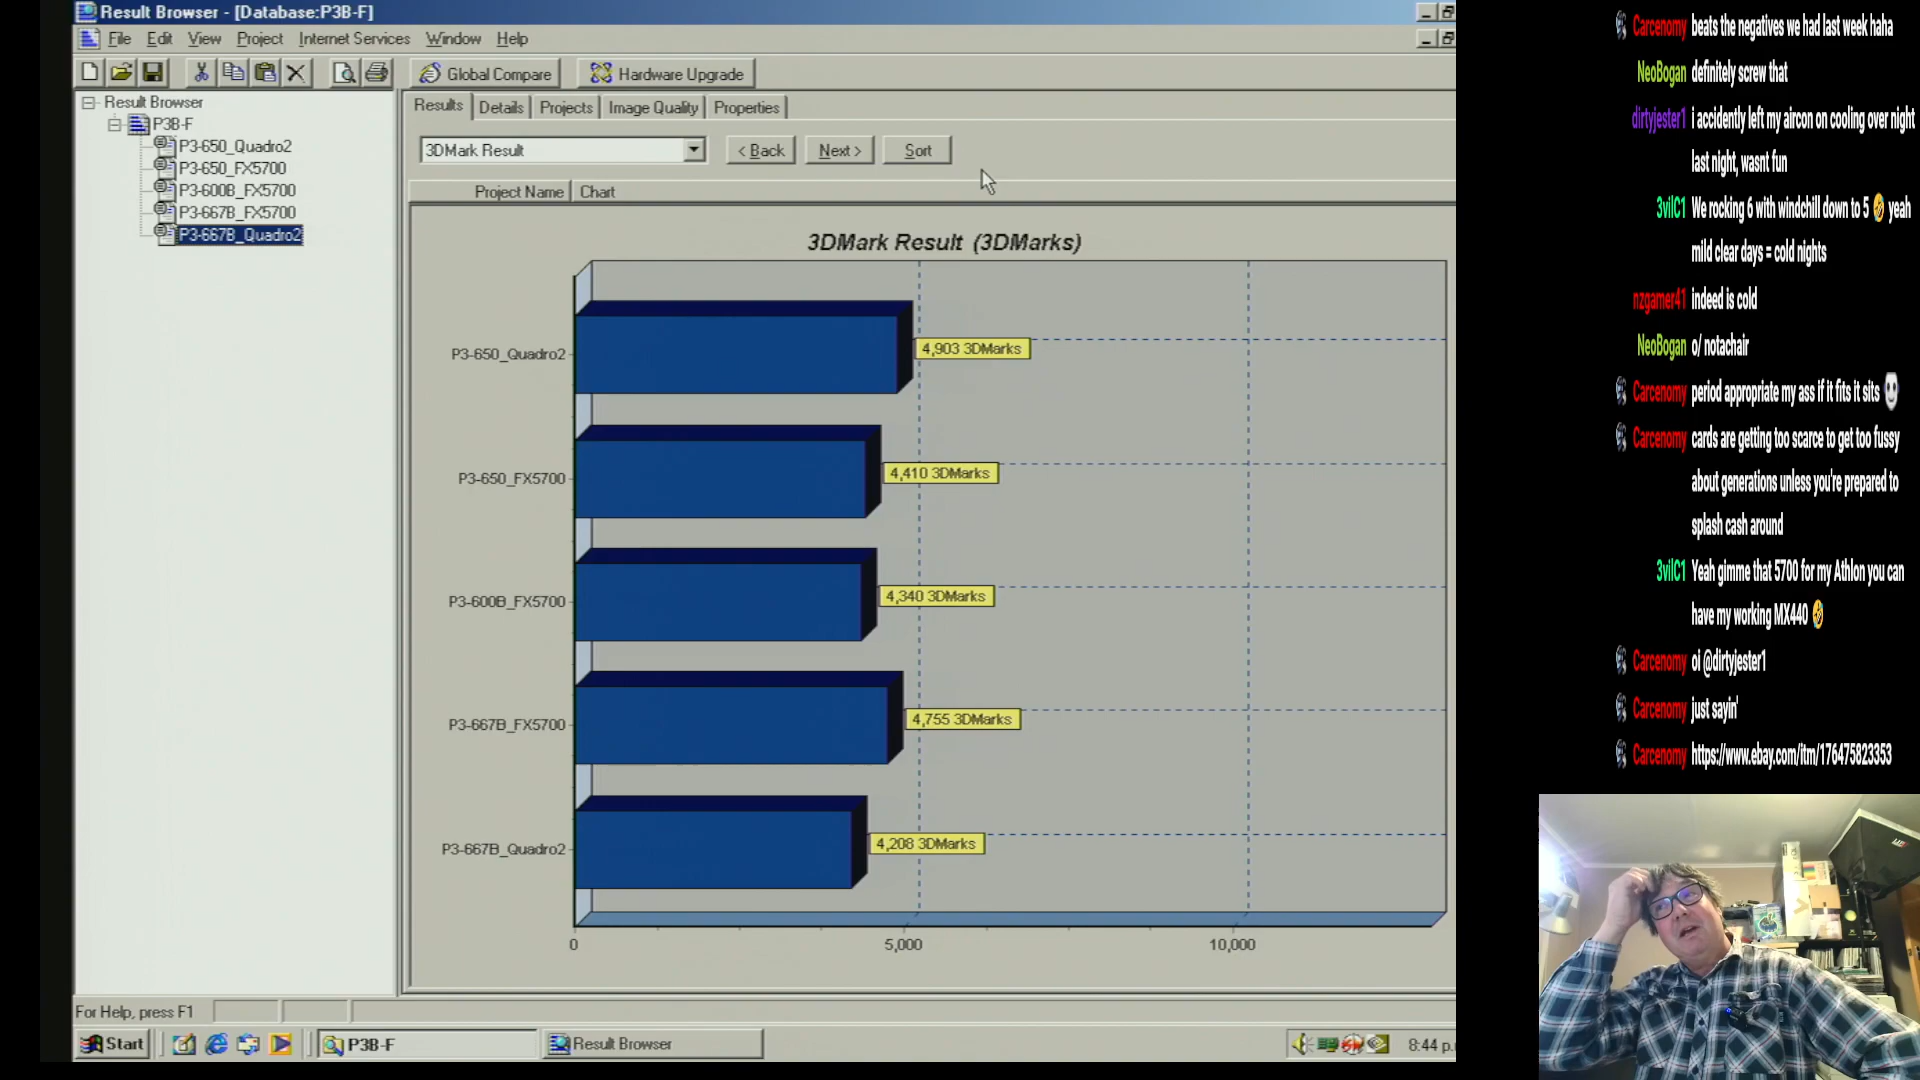 Result Browser - [Database:P3B-F]
File Edit View Project Internet Services Window Help
Global Compare Hardware Upgrade
Result Browser
P3B-F
P3-650_Quadro2
P3-650_FX5700
P3-600B_FX5700
P3-667B_FX5700
P3-667B_Quadro2
Results Details Projects Image Quality Properties
3DMark Result < Back Next > Sort
Project Name Chart
3DMark Result (3DMarks)
P3-650_Quadro2 4,903 3DMarks
P3-650_FX5700 4,410 3DMarks
P3-600B_FX5700 4,340 3DMarks
P3-667B_FX5700 4,755 3DMarks
P3-667B_Quadro2 4,208 3DMarks
0 5,000 10,000
For Help, press F1
Start P3B-F Result Browser 8:44 p.
Carcenomy beats the negatives we had last week haha
NeoBogan definitely screw that
dirtyjester1 i accidently left my aircon on cooling over night
last night, wasnt fun
3vilC1 We rocking 6 with windchill down to 5 🤣 yeah
mild clear days = cold nights
nzgamer41 indeed is cold
NeoBogan o/ notachair
Carcenomy period appropriate my ass if it fits it sits
Carcenomy cards are getting too scarce to get too fussy
about generations unless you're prepared to
splash cash around
3vilC1 Yeah gimme that 5700 for my Athlon you can
have my working MX440 🤣
Carcenomy oi @dirtyjester1
Carcenomy just sayin'
Carcenomy https://www.ebay.com/itm/176475823353